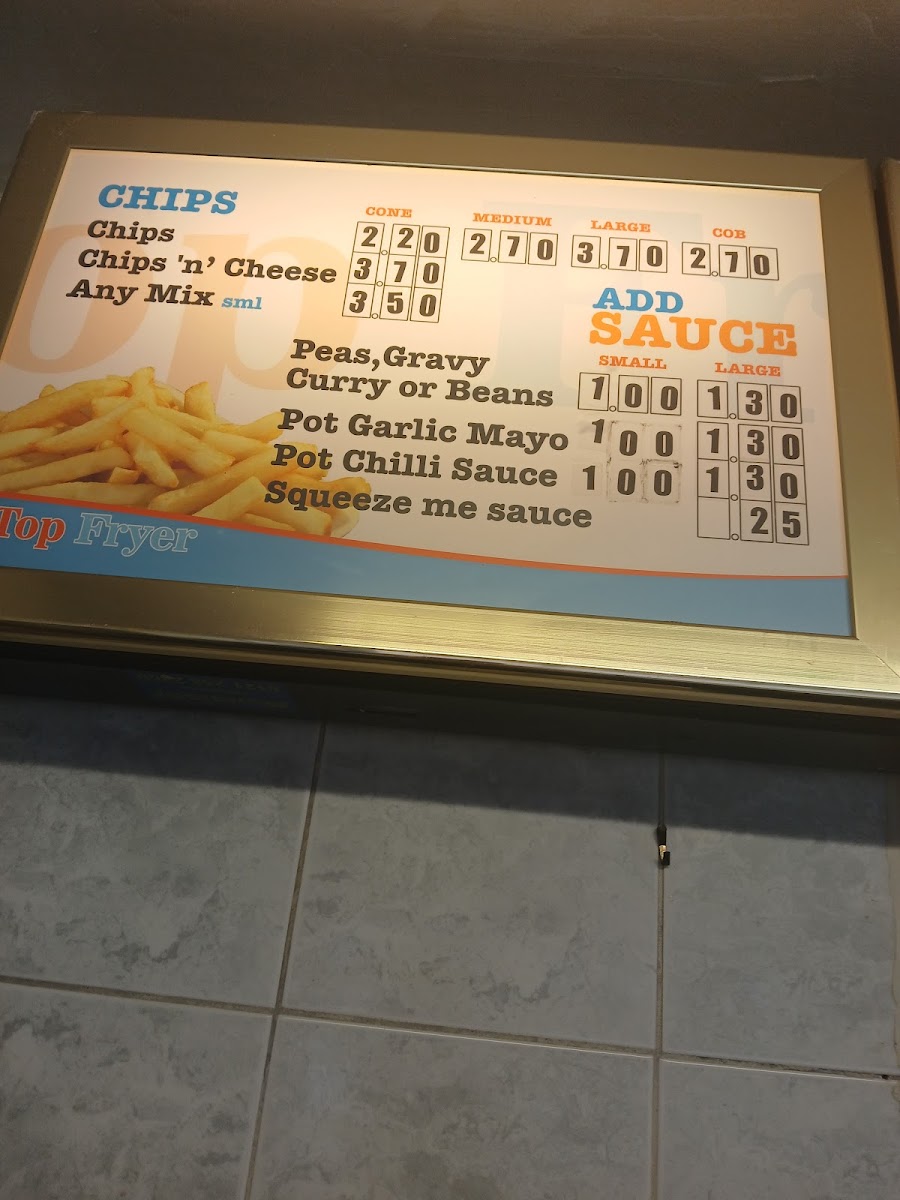 CHIPS
CONE MEDIUM LARGE COB
Chips 2.20 2.70 3.70 2.70
Chips 'n' Cheese 3.70
Any Mix sml 3.50
ADD
SAUCE
SMALL LARGE
Peas,Gravy
Curry or Beans 1.00 1.30
Pot Garlic Mayo 1 00 1.30
Pot Chilli Sauce 1 00 1.30
Squeeze me sauce .25
Top Fryer